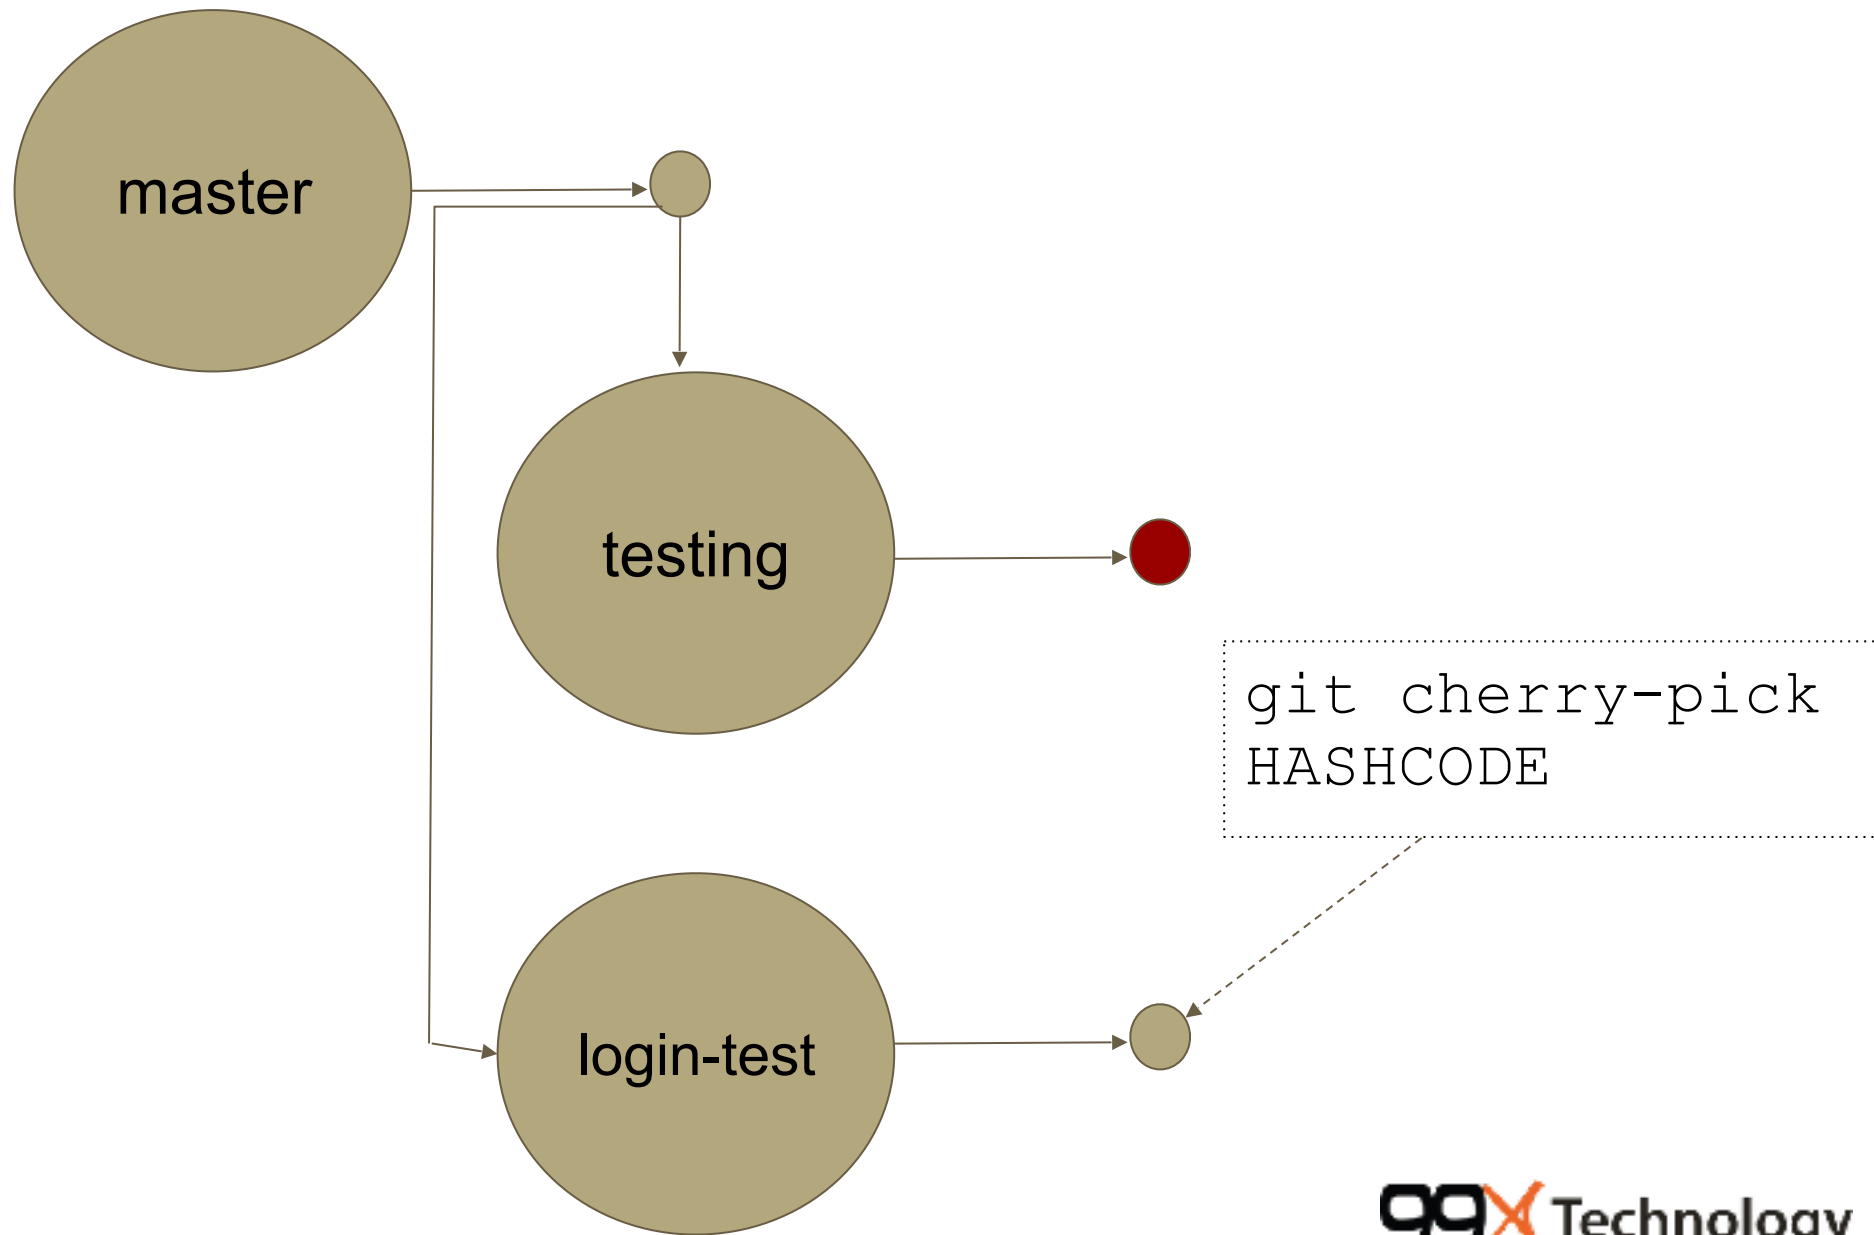 master
testing
git cherry-pick
HASHCODE
login-test
Technology